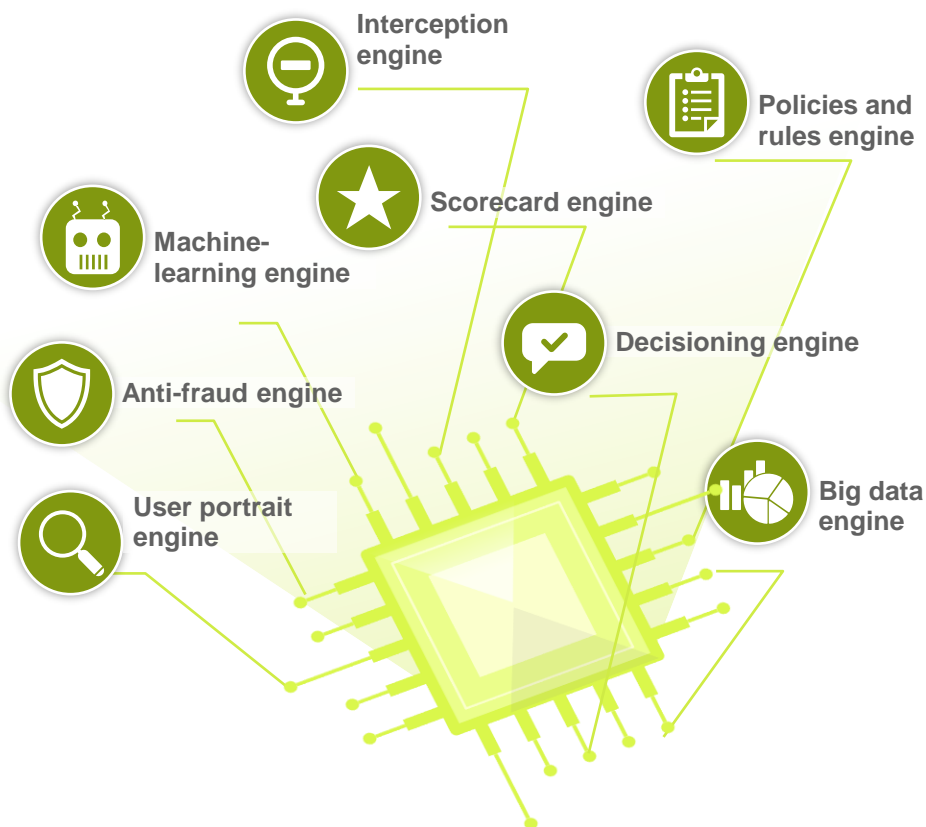 Interception
engine
Policies and
rules engine
Scorecard engine
Machine-
learning engine
Decisioning engine
Anti-fraud engine
Big data
engine
User portrait
engine